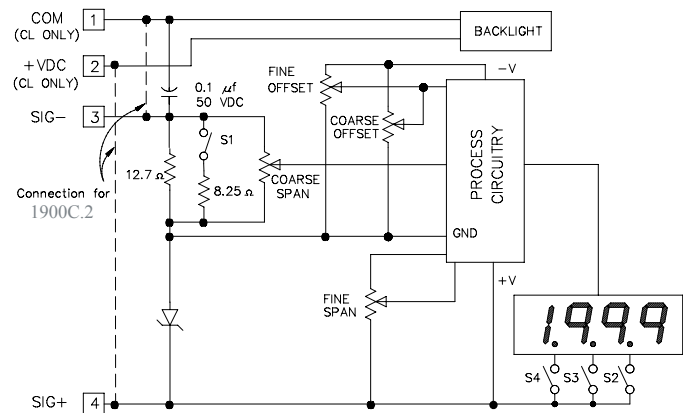 COM
(CL ONLY)
1
BACKLIGHT
+VDC
(CL ONLY)
2
SIG-
3
0.1 µf
50 VDC
FINE
OFFSET
-V
COARSE
OFFSET
S1
12.7 Ω
8.25 Ω
COARSE
SPAN
PROCESS
CIRCUITRY
Connection for
1900C.2
GND
+V
FINE
SPAN
1.9.9.9
S4
S3
S2
SIG+
4